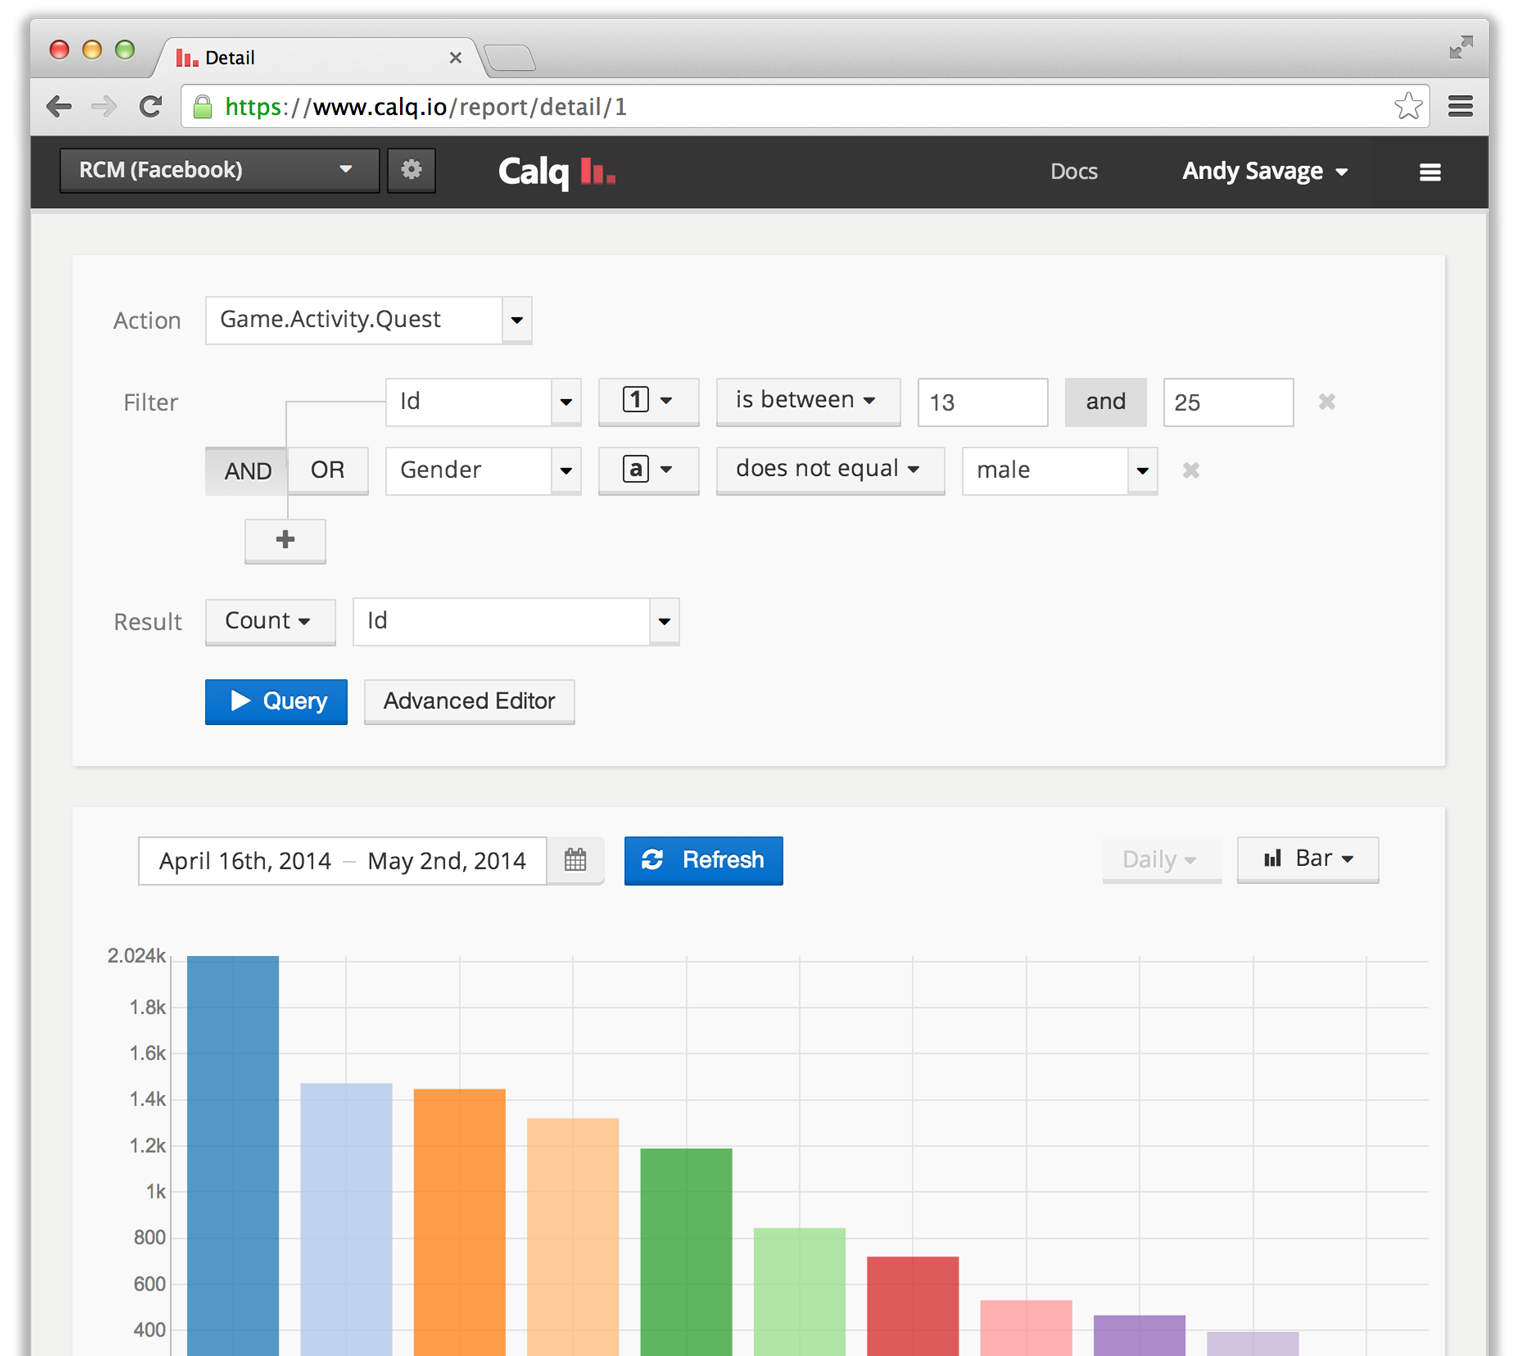 Detail
https://www.calq.io/report/detail/1
RCM (Facebook) Calq Docs Andy Savage
Action Game.Activity.Quest
Filter Id 1 is between 13 and 25
AND OR Gender a does not equal male
Result Count Id
Query Advanced Editor
April 16th, 2014 – May 2nd, 2014 Refresh Daily Bar
2.024k
1.8k
1.6k
1.4k
1.2k
1k
800
600
400